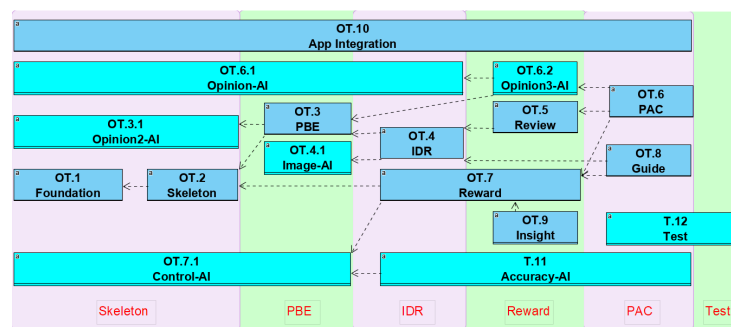 OT.10
App Integration
OT.6.1
Opinion-AI
OT.6.2
Opinion3-AI
OT.6
PAC
OT.3
PBE
OT.5
Review
OT.3.1
Opinion2-AI
OT.4
IDR
OT.4.1
Image-AI
OT.8
Guide
OT.1
Foundation
OT.2
Skeleton
OT.7
Reward
OT.9
Insight
T.12
Test
OT.7.1
Control-AI
T.11
Accuracy-AI
Skeleton
PBE
IDR
Reward
PAC
Test